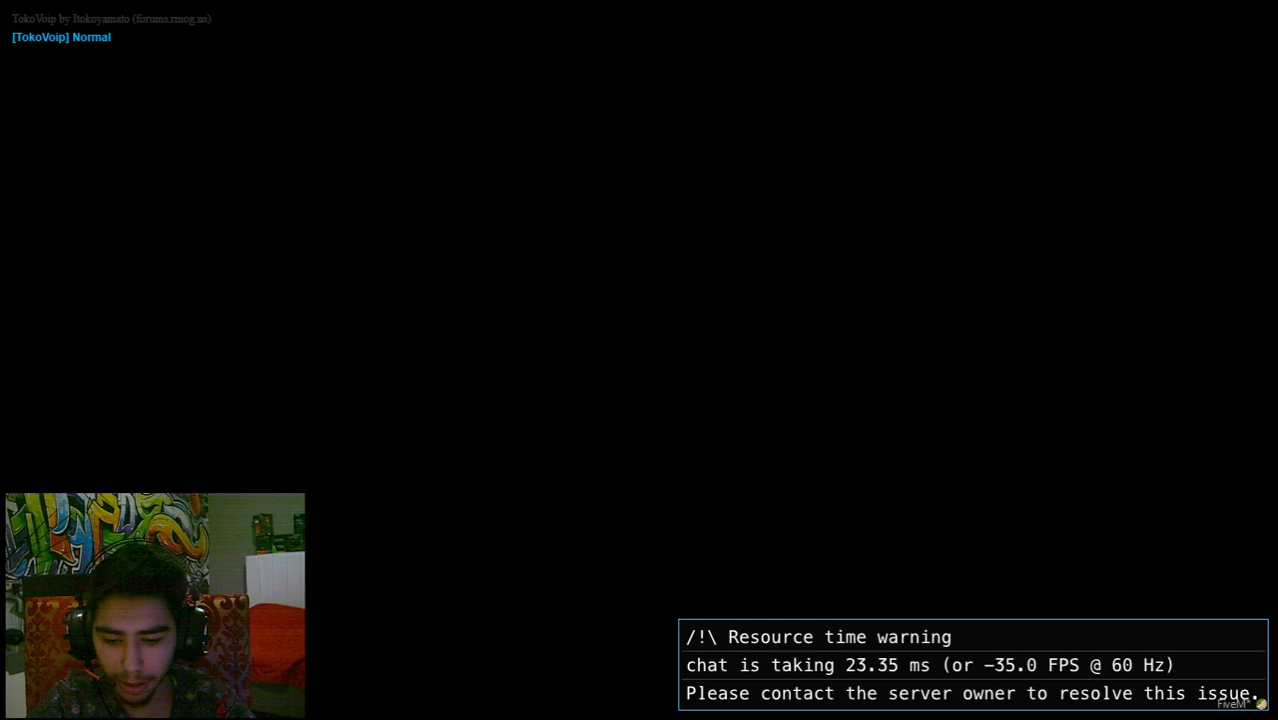 TokoVoip by Itokoyamato (forums.rmog.us)
[TokoVoip] Normal
/!\ Resource time warning
chat is taking 23.35 ms (or −35.0 FPS @ 60 Hz)
Please contact the server owner to resolve this issue.
FiveM*